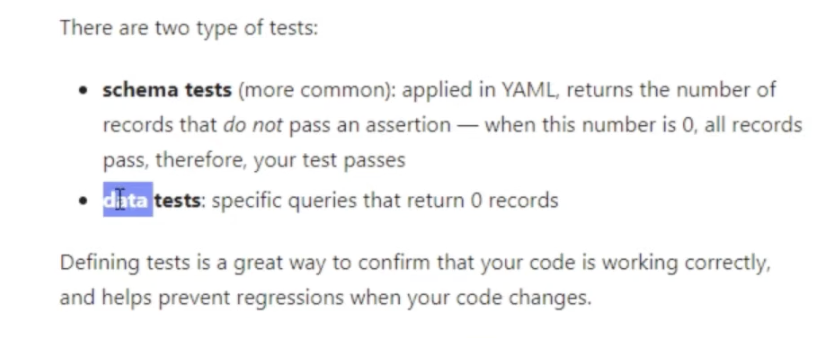 There are two type of tests:
• schema tests (more common): applied in YAML, returns the number of
records that do not pass an assertion — when this number is 0, all records
pass, therefore, your test passes
• data tests: specific queries that return 0 records
Defining tests is a great way to confirm that your code is working correctly,
and helps prevent regressions when your code changes.